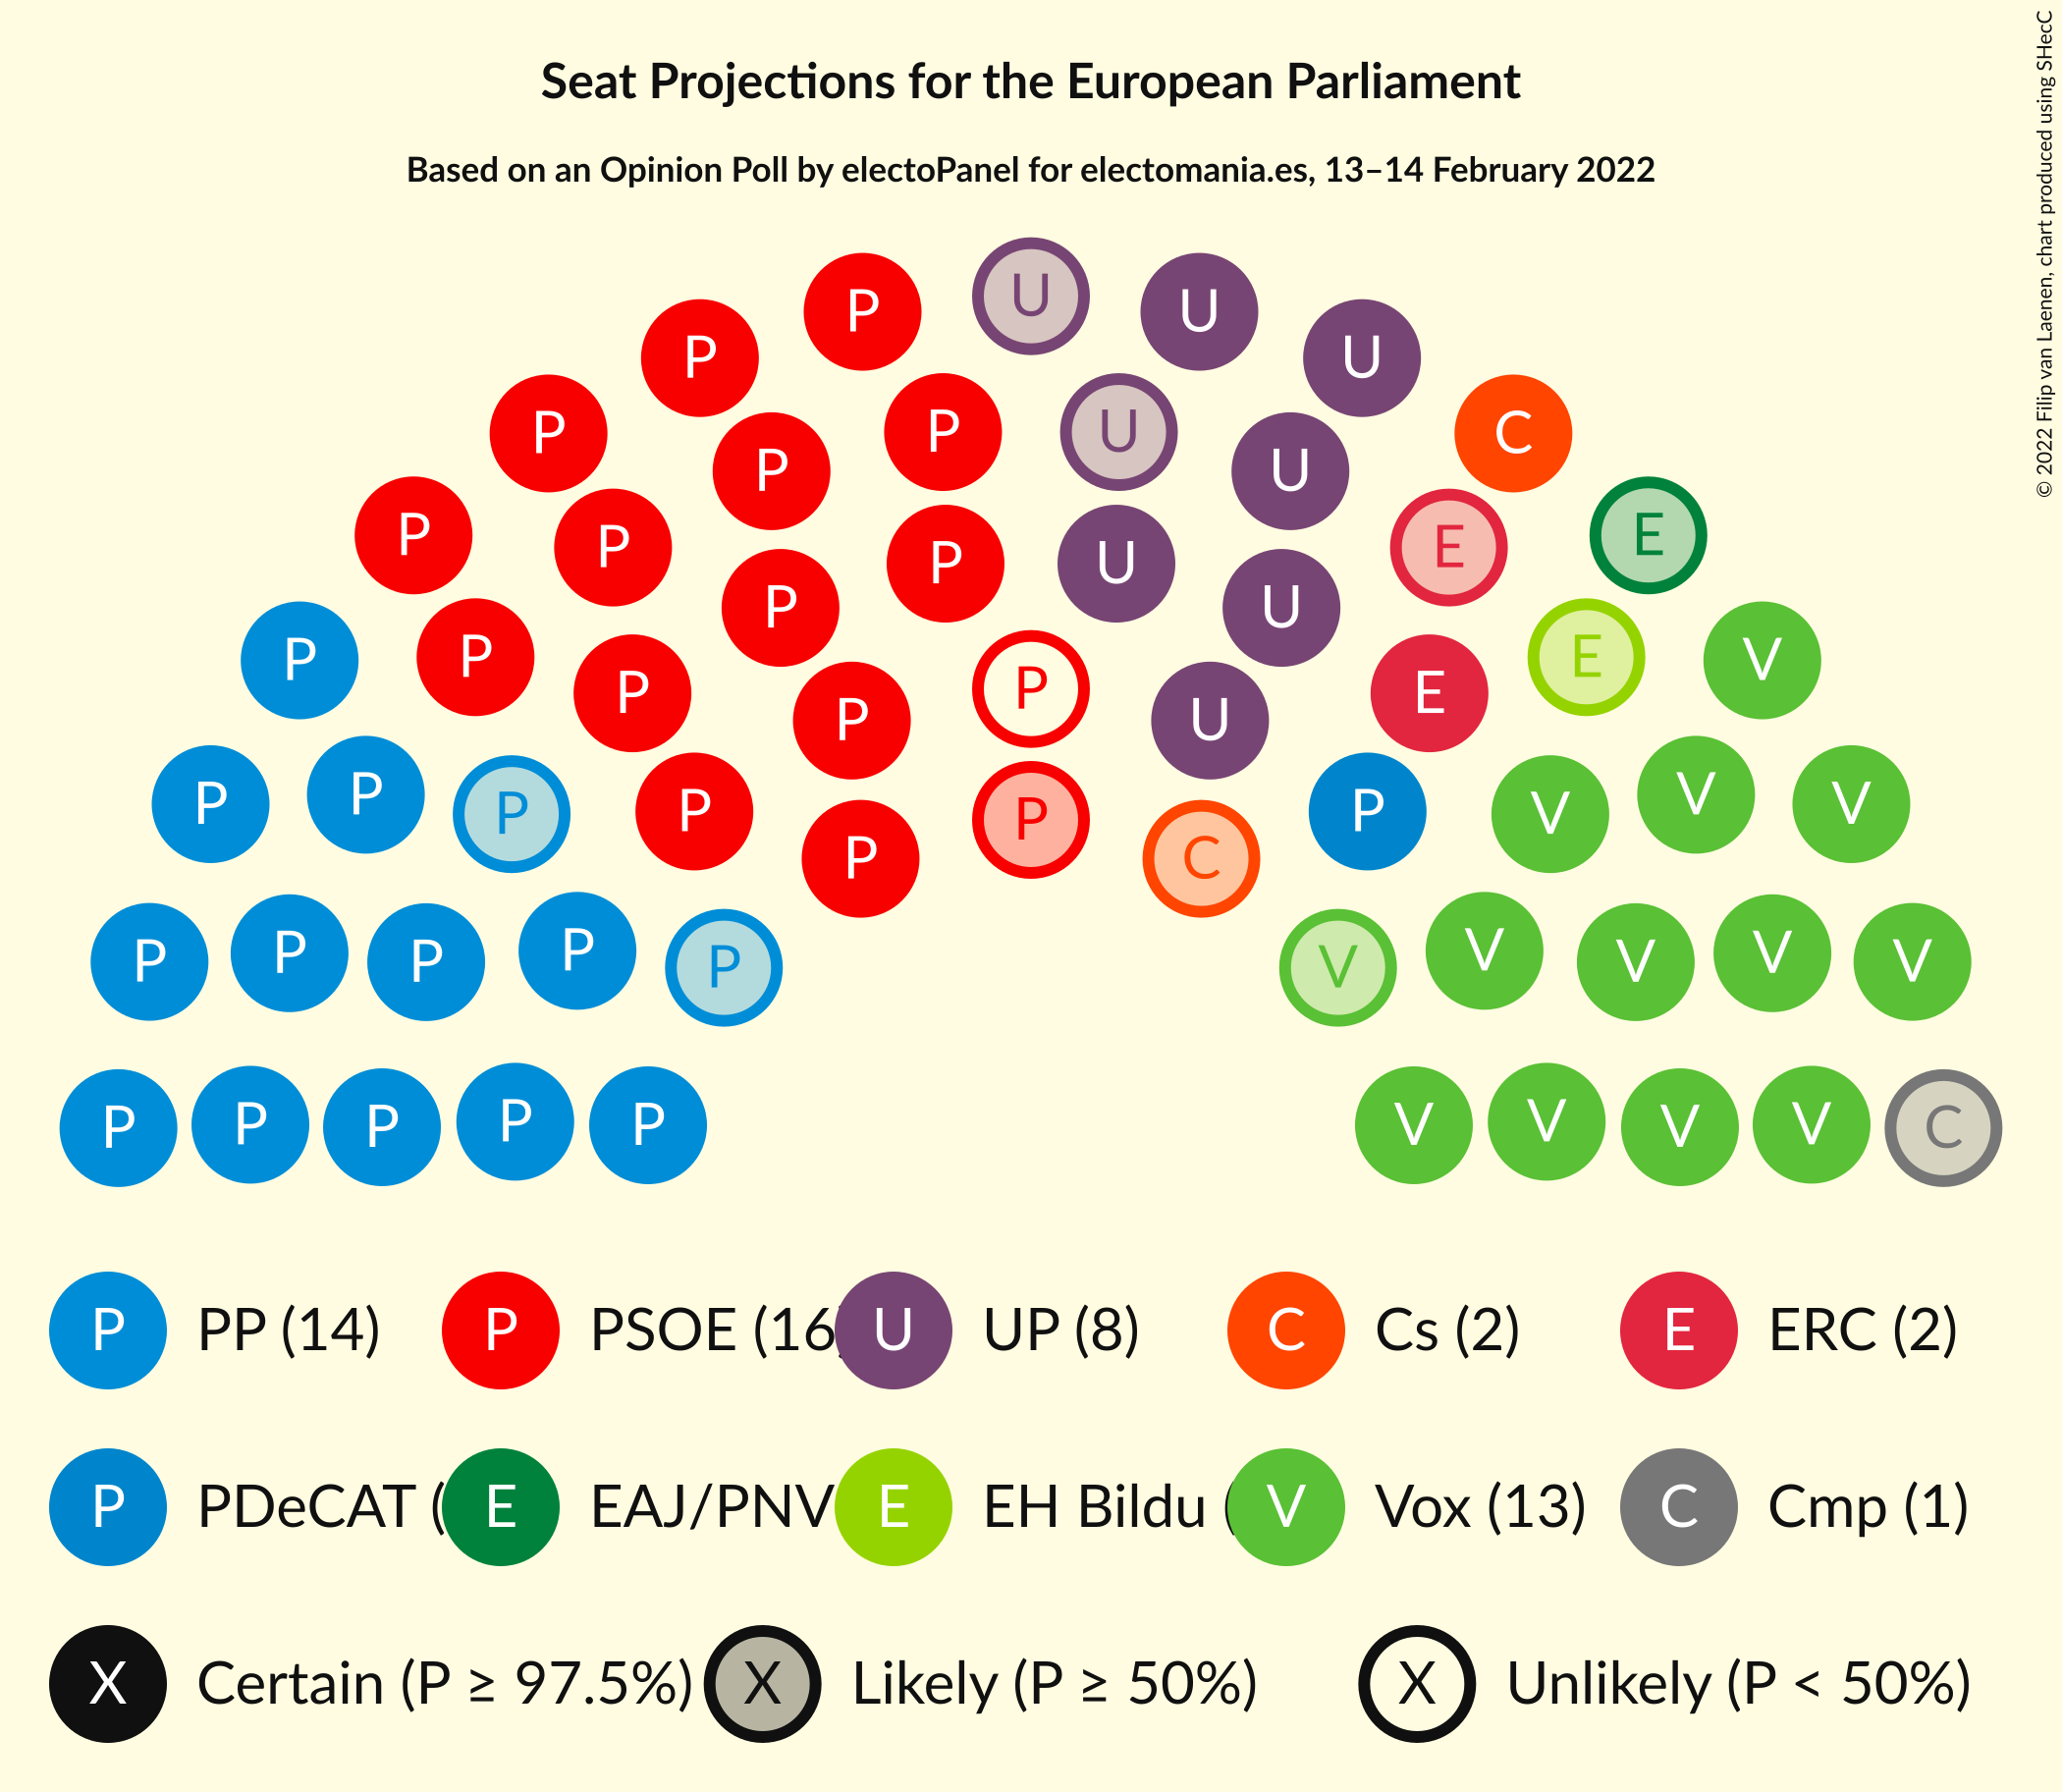 Seat Projections for the European Parliament
Based on an Opinion Poll by electoPanel for electomania.es, 13–14 February 2022
© 2022 Filip van Laenen, chart produced using SHecC
U
P U
P U
P P U C
P U
P P E E
P U
P U
P P E V
P P E
P U
P P P P P P V V V
P C
P P P P P V V V V V
P P P P P V V V V C
P PP (14) P PSOE (16 U UP (8) C Cs (2) E ERC (2)
P PDeCAT ( E EAJ/PNV E EH Bildu ( V Vox (13) C Cmp (1)
X Certain (P ≥ 97.5%) X Likely (P ≥ 50%) X Unlikely (P < 50%)